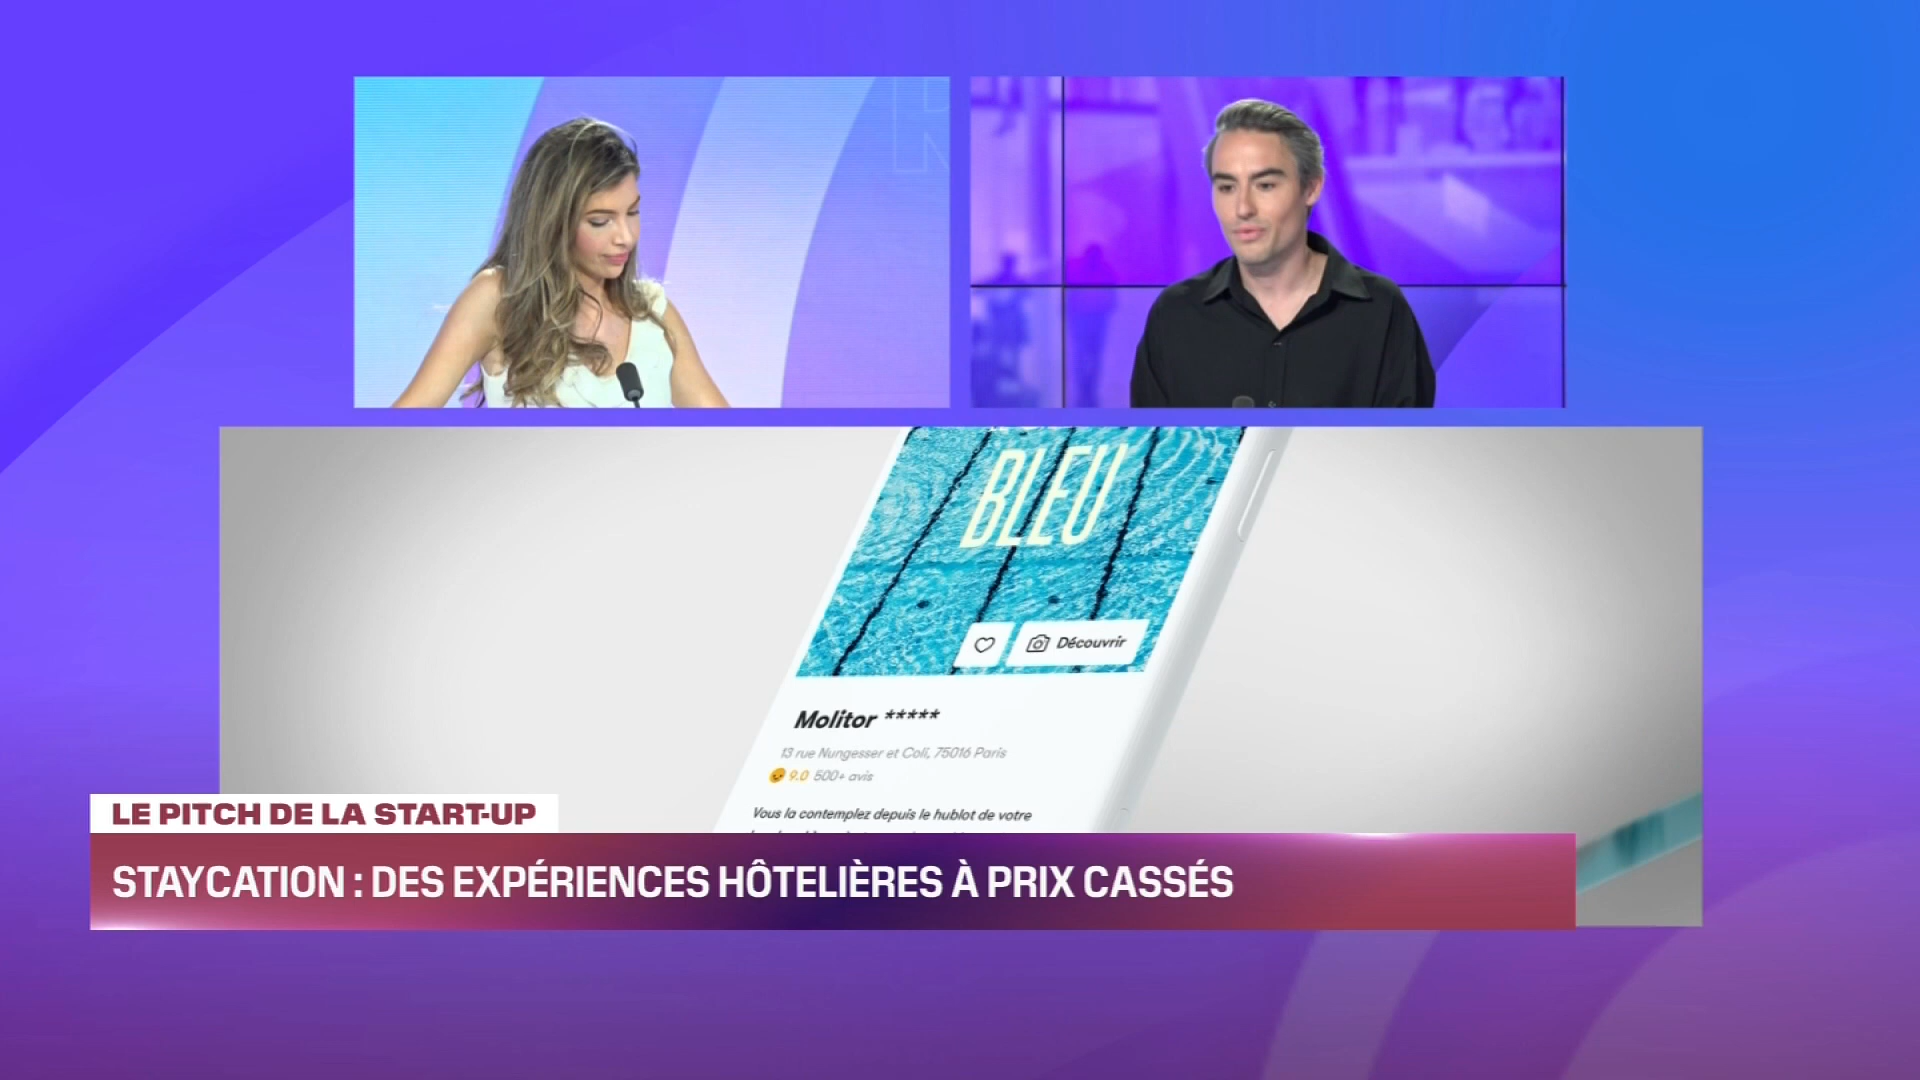 BLEU
Découvrir
Molitor *****
13 rue Nungesser et Coli, 75016 Paris
9.0 500+ avis
Vous la contemplez depuis le hublot de votre
LE PITCH DE LA START-UP
STAYCATION : DES EXPÉRIENCES HÔTELIÈRES À PRIX CASSÉS